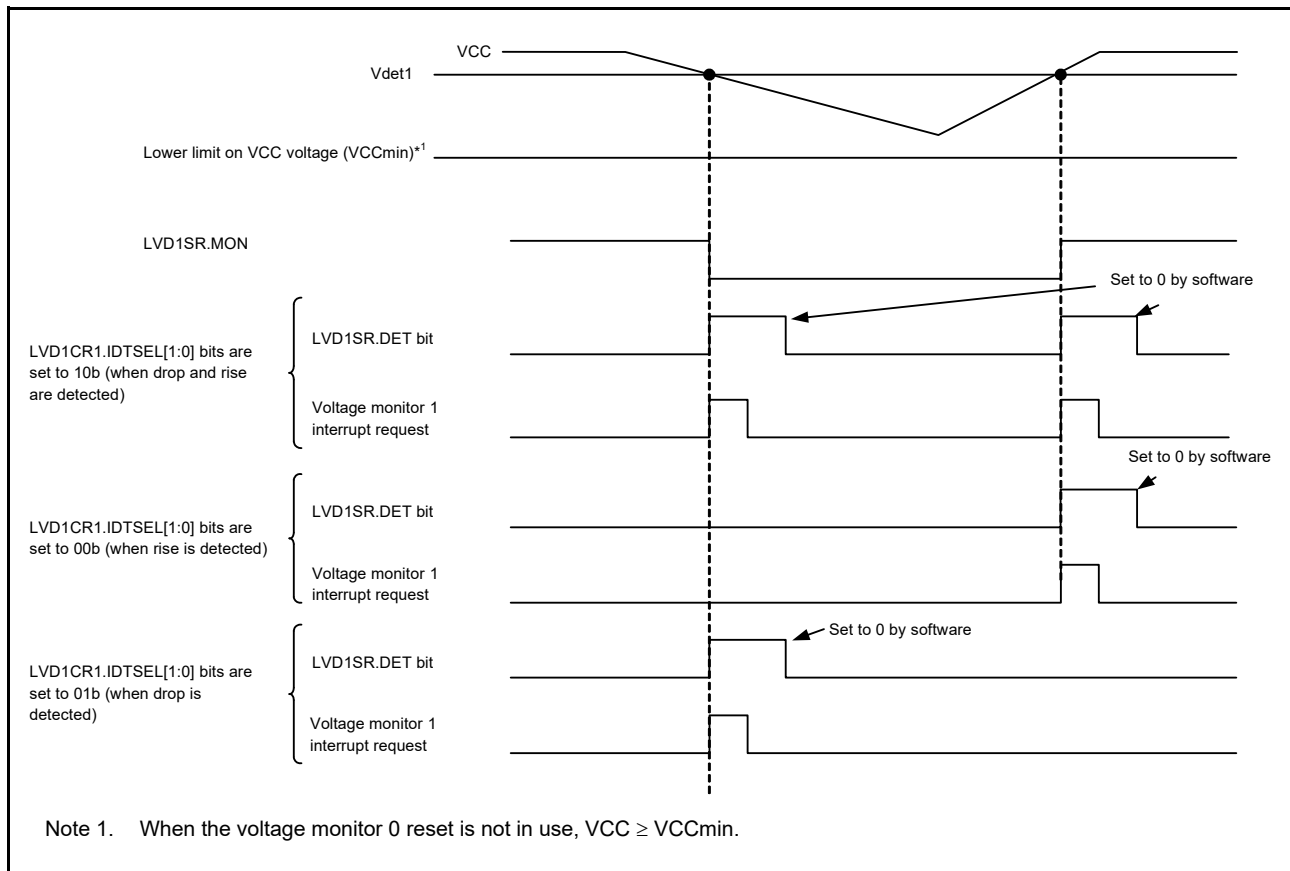 VCC
Vdet1
Lower limit on VCC voltage (VCCmin)*1
LVD1SR.MON
Set to 0 by software
LVD1CR1.IDTSEL[1:0] bits are
set to 10b (when drop and rise
are detected)
LVD1SR.DET bit
Voltage monitor 1
interrupt request
Set to 0 by software
LVD1CR1.IDTSEL[1:0] bits are
set to 00b (when rise is detected)
LVD1SR.DET bit
Voltage monitor 1
interrupt request
Set to 0 by software
LVD1CR1.IDTSEL[1:0] bits are
set to 01b (when drop is
detected)
LVD1SR.DET bit
Voltage monitor 1
interrupt request
Note 1. When the voltage monitor 0 reset is not in use, VCC ≥ VCCmin.